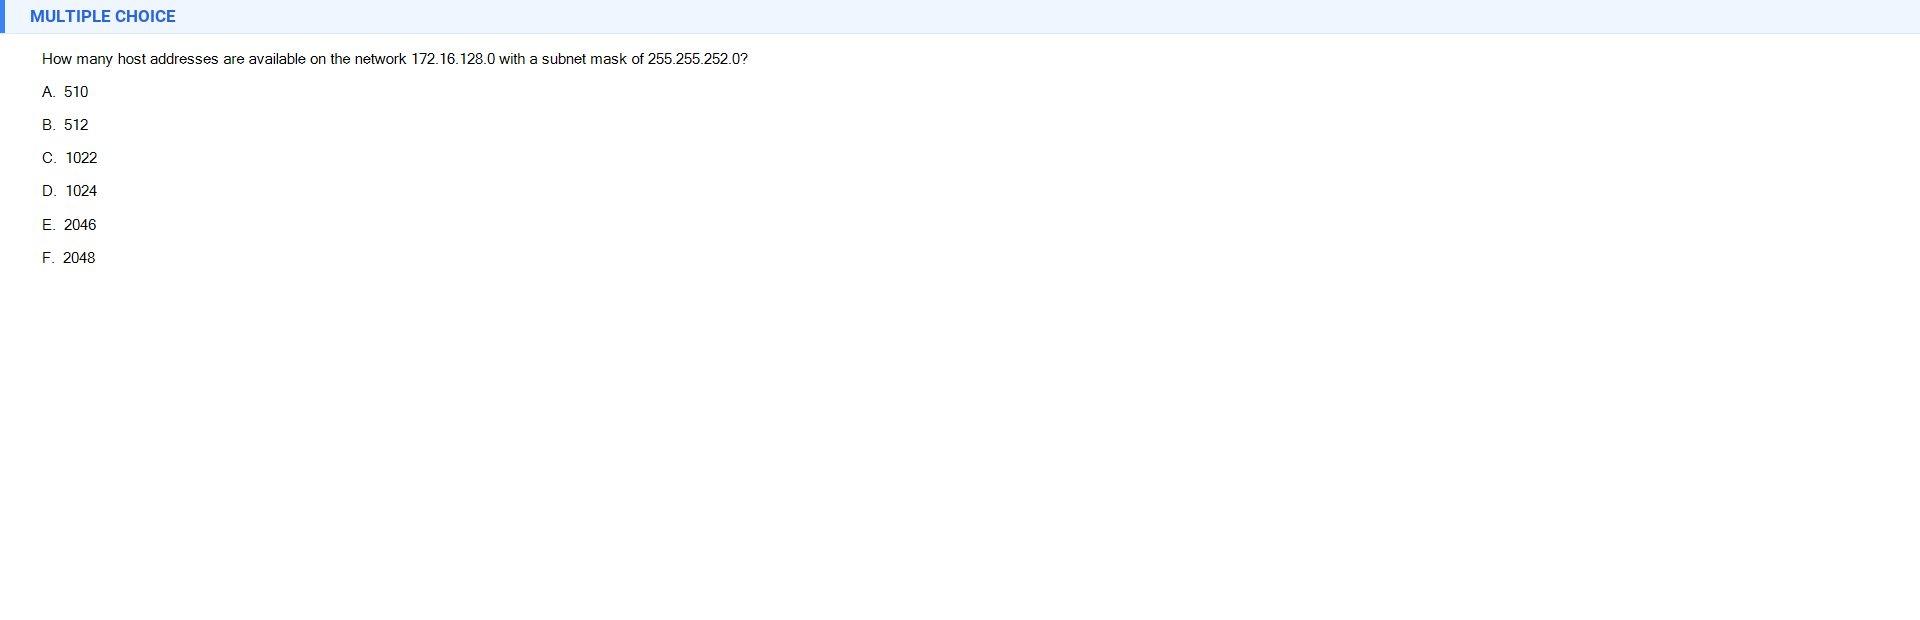 MULTIPLE CHOICE
How many host addresses are available on the network 172.16.128.0 with a subnet mask of 255.255.252.0?
A. 510
B. 512
C. 1022
D. 1024
E. 2046
F. 2048